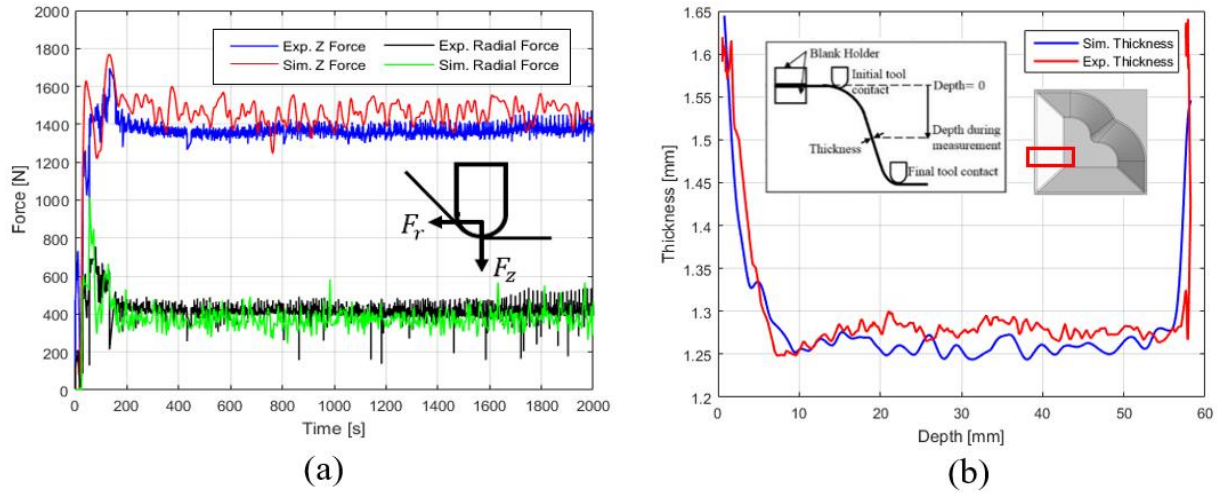 2000
1800
1600
1400
1200
1000
800
600
400
200
0
Force [N]
Exp. Z Force
Sim. Z Force
Exp. Radial Force
Sim. Radial Force
F_r
F_z
0 200 400 600 800 1000 1200 1400 1600 1800 2000
Time [s]
(a)
1.65
1.6
1.55
1.5
1.45
1.4
1.35
1.3
1.25
1.2
Thickness [mm]
Blank Holder
Initial tool
contact
Depth= 0
Thickness
Depth during
measurement
Final tool contact
Sim. Thickness
Exp. Thickness
0 10 20 30 40 50 60
Depth [mm]
(b)